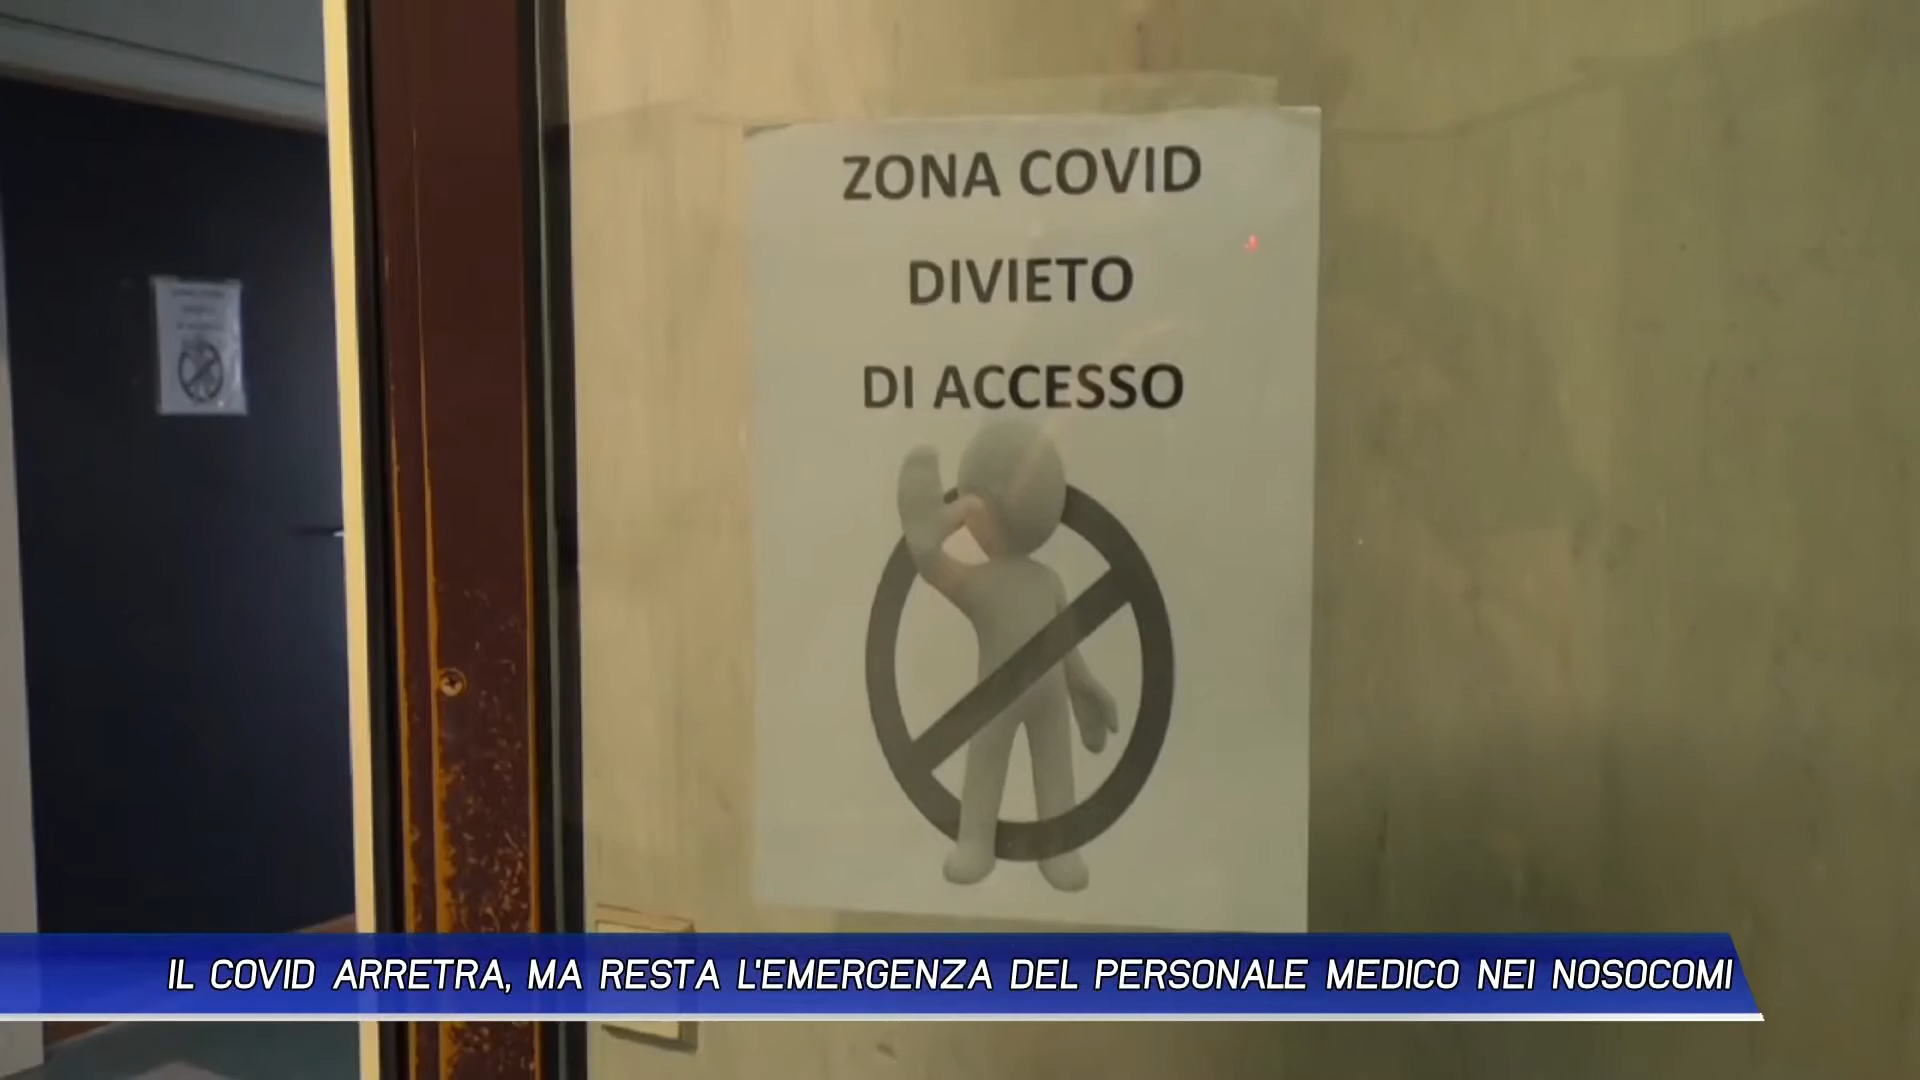 ZONA COVID
DIVIETO
DI ACCESSO
IL COVID ARRETRA, MA RESTA L'EMERGENZA DEL PERSONALE MEDICO NEI NOSOCOMI